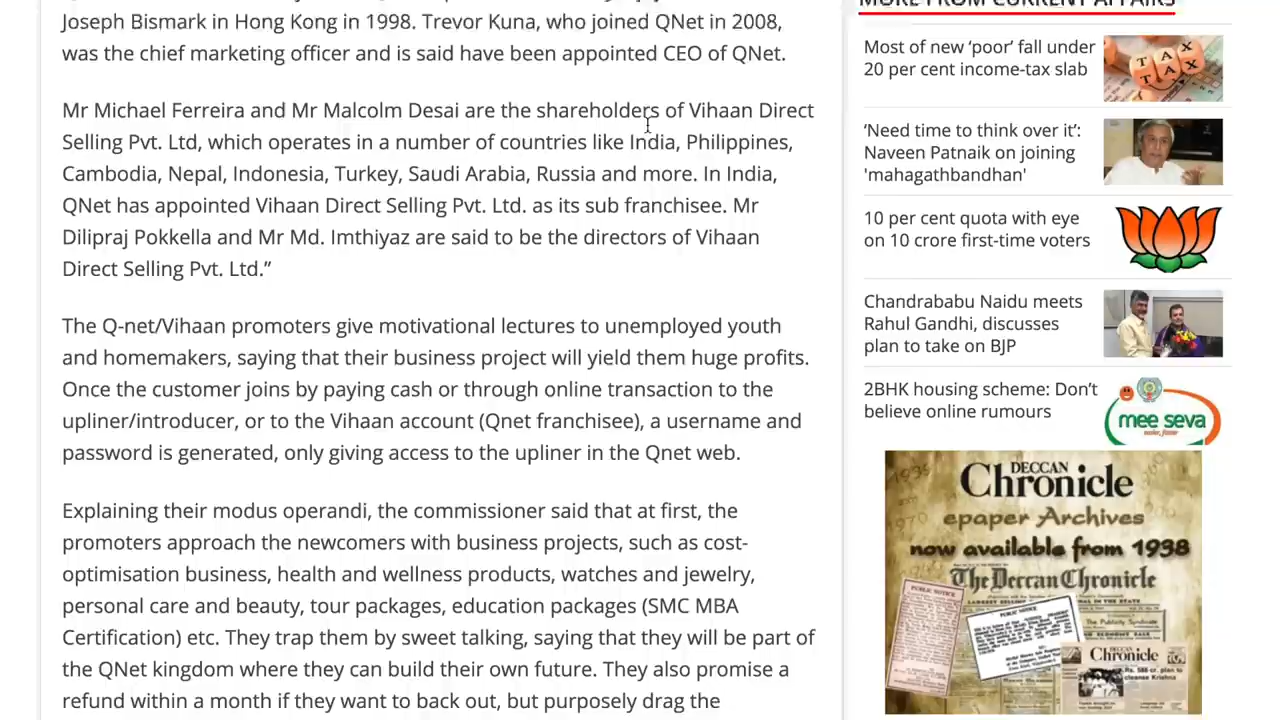 Joseph Bismark in Hong Kong in 1998. Trevor Kuna, who joined QNet in 2008,
was the chief marketing officer and is said have been appointed CEO of QNet.
Mr Michael Ferreira and Mr Malcolm Desai are the shareholders of Vihaan Direct
Selling Pvt. Ltd, which operates in a number of countries like India, Philippines,
Cambodia, Nepal, Indonesia, Turkey, Saudi Arabia, Russia and more. In India,
QNet has appointed Vihaan Direct Selling Pvt. Ltd. as its sub franchisee. Mr
Dilipraj Pokkella and Mr Md. Imthiyaz are said to be the directors of Vihaan
Direct Selling Pvt. Ltd.”
The Q-net/Vihaan promoters give motivational lectures to unemployed youth
and homemakers, saying that their business project will yield them huge profits.
Once the customer joins by paying cash or through online transaction to the
upliner/introducer, or to the Vihaan account (Qnet franchisee), a username and
password is generated, only giving access to the upliner in the Qnet web.
Explaining their modus operandi, the commissioner said that at first, the
promoters approach the newcomers with business projects, such as cost-
optimisation business, health and wellness products, watches and jewelry,
personal care and beauty, tour packages, education packages (SMC MBA
Certification) etc. They trap them by sweet talking, saying that they will be part of
the QNet kingdom where they can build their own future. They also promise a
refund within a month if they want to back out, but purposely drag the
MORE FROM CURRENT AFFAIRS
Most of new ‘poor’ fall under
20 per cent income-tax slab
TAX
TAX
‘Need time to think over it’:
Naveen Patnaik on joining
'mahagathbandhan'
10 per cent quota with eye
on 10 crore first-time voters
Chandrababu Naidu meets
Rahul Gandhi, discusses
plan to take on BJP
2BHK housing scheme: Don’t
believe online rumours
mee seva
DECCAN
Chronicle
epaper Archives
now available from 1938
The Deccan Chronicle
PUBLIC NOTICE
DECCAN
Chronicle
Rs. 588-cr. plan to
cleanse Krishna